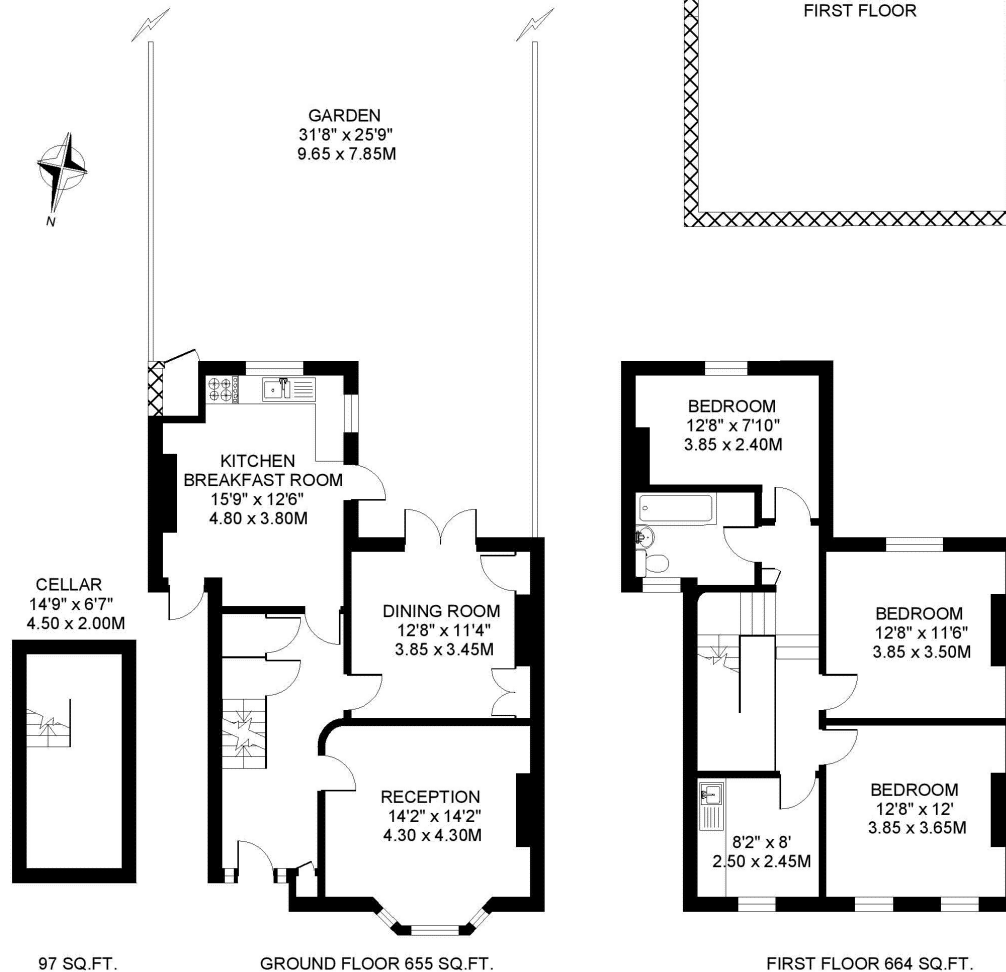 FIRST FLOOR
GARDEN
31'8" x 25'9"
9.65 x 7.85M
N
KITCHEN
BREAKFAST ROOM
15'9" x 12'6"
4.80 x 3.80M
DINING ROOM
12'8" x 11'4"
3.85 x 3.45M
RECEPTION
14'2" x 14'2"
4.30 x 4.30M
CELLAR
14'9" x 6'7"
4.50 x 2.00M
BEDROOM
12'8" x 7'10"
3.85 x 2.40M
BEDROOM
12'8" x 11'6"
3.85 x 3.50M
BEDROOM
12'8" x 12'
3.85 x 3.65M
8'2" x 8'
2.50 x 2.45M
97 SQ.FT.
GROUND FLOOR 655 SQ.FT.
FIRST FLOOR 664 SQ.FT.